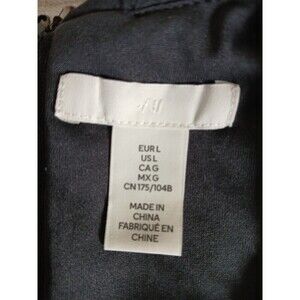 EUR L
US L
CA G
MX G
CN 175/104B
MADE IN
CHINA
FABRIQUÉ EN
CHINE